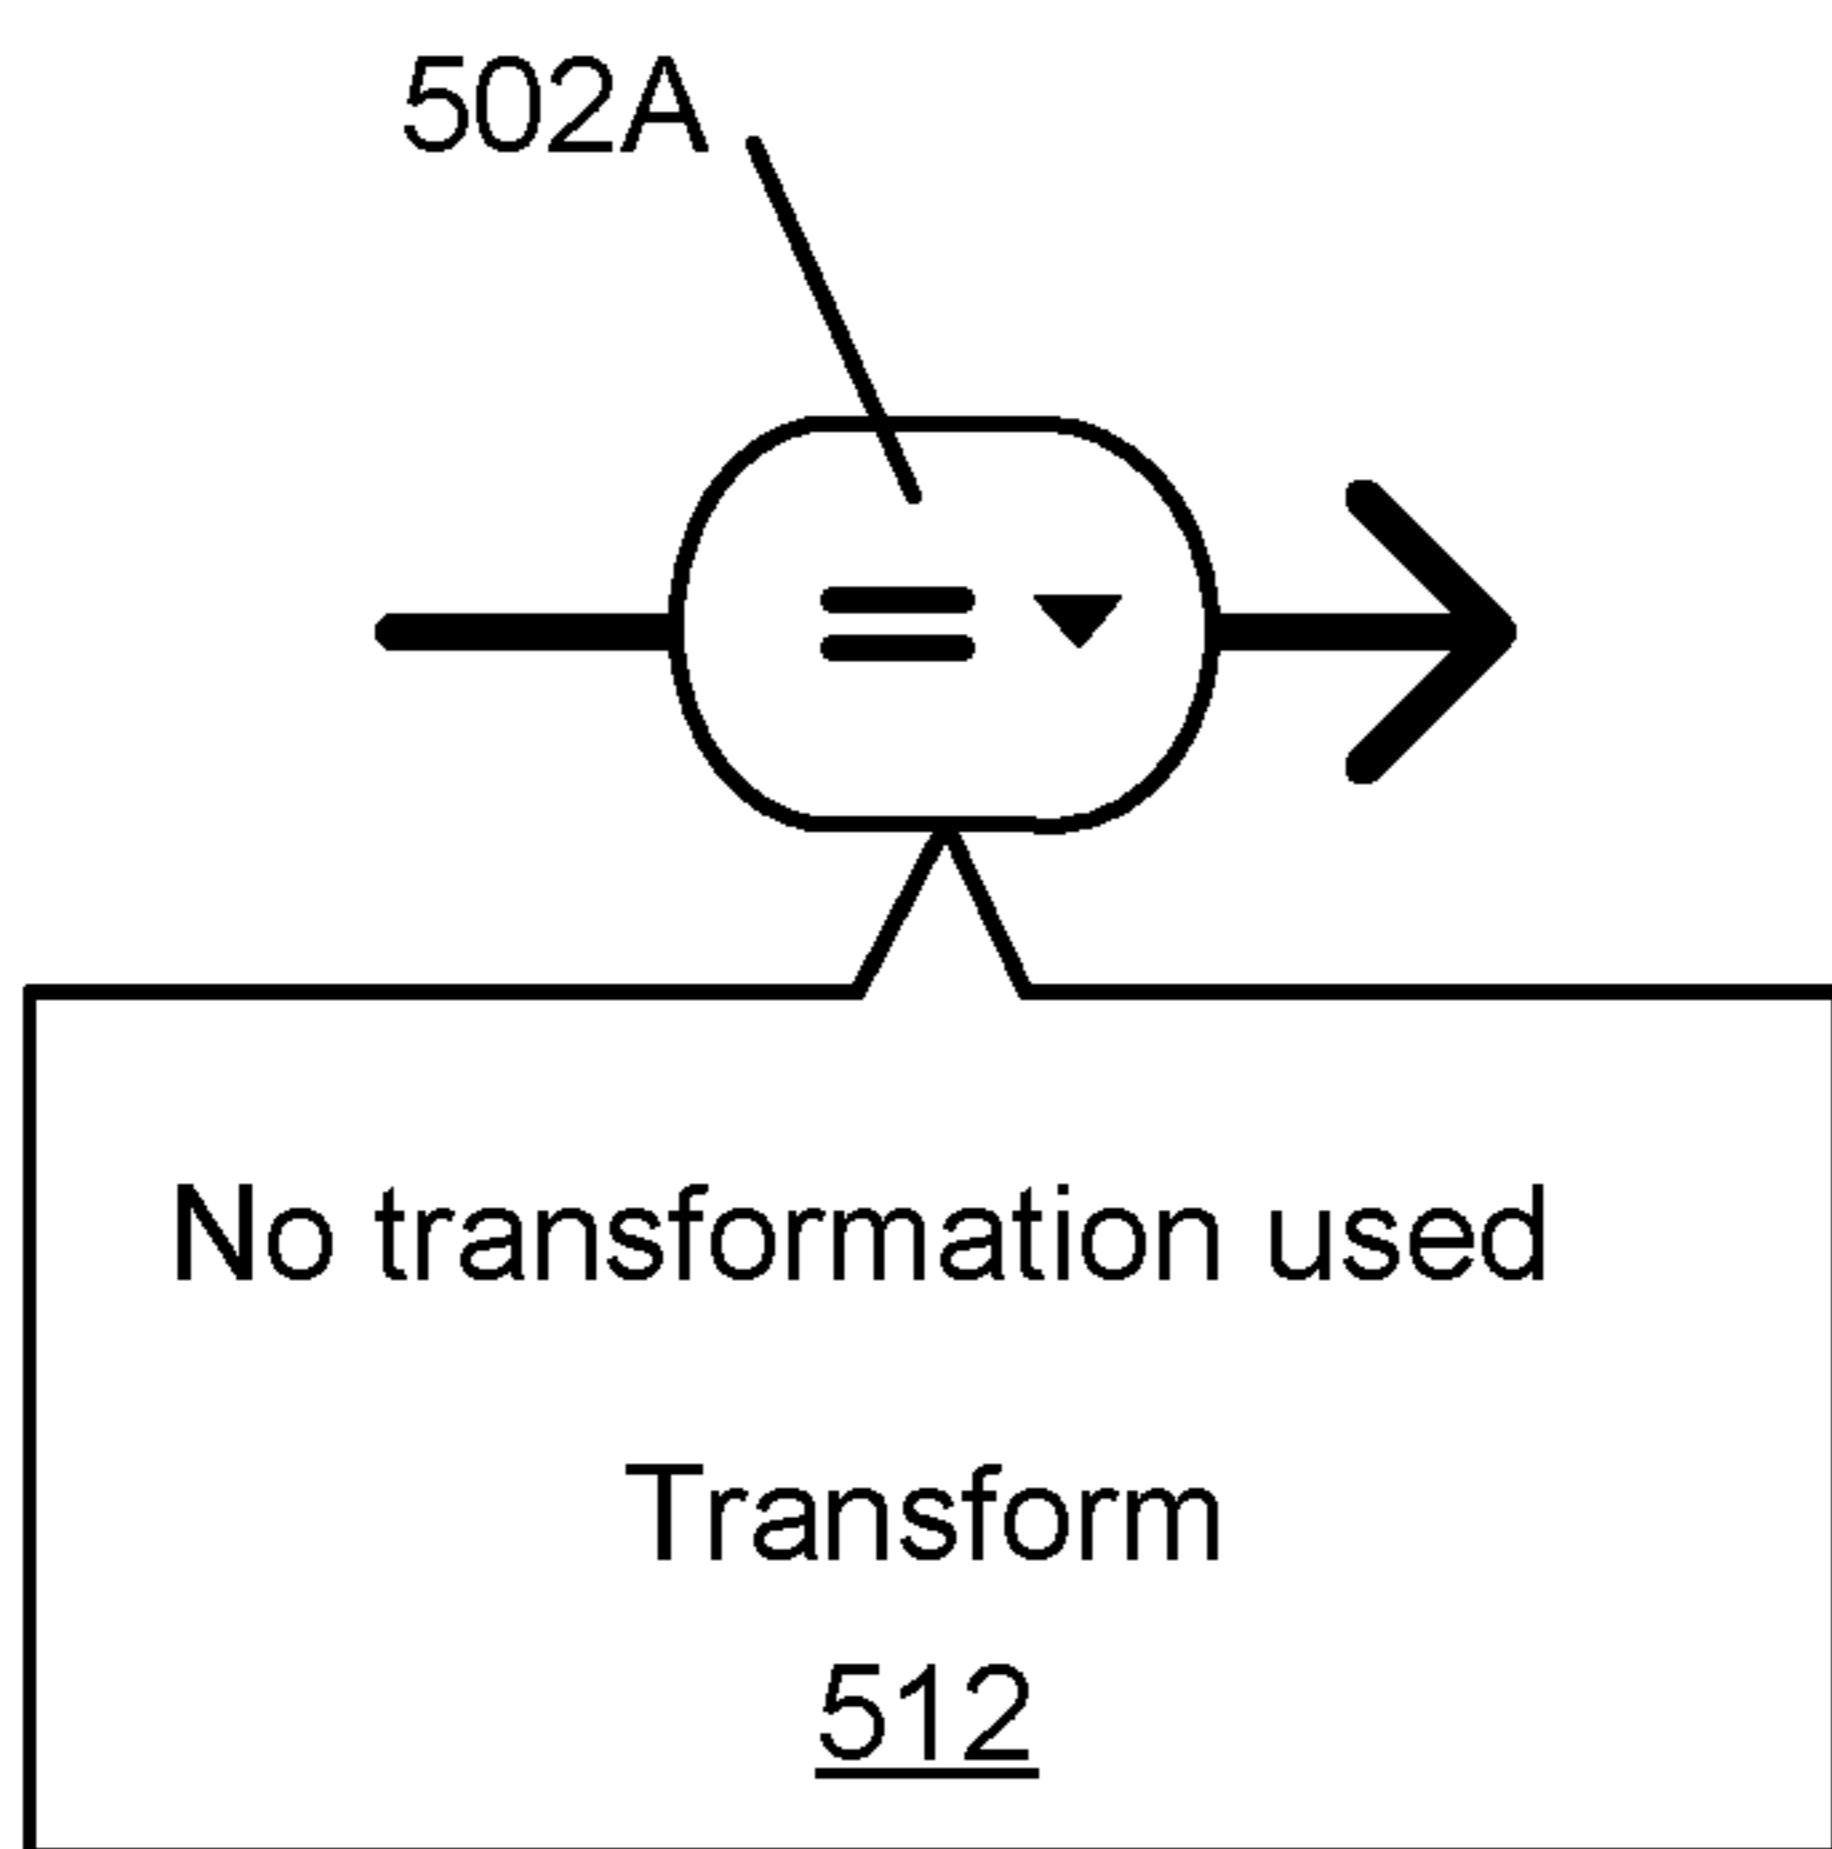 502A
= ▼
No transformation used
Transform
512